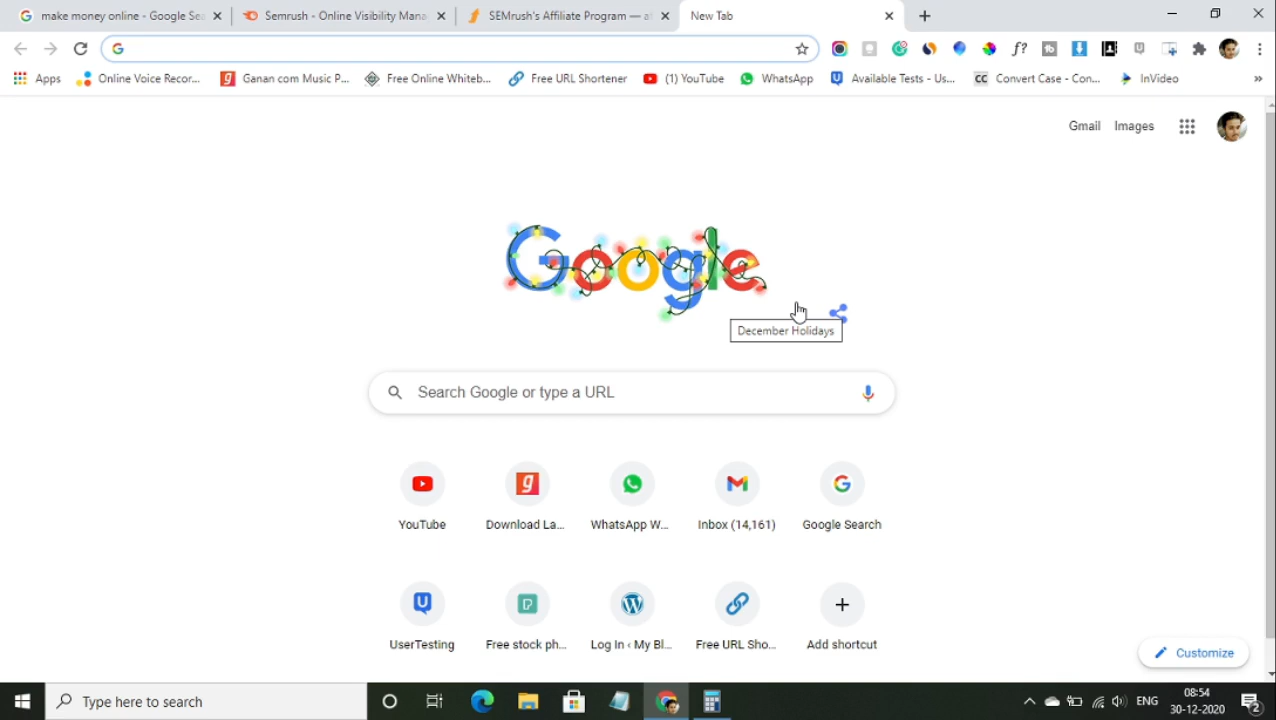 make money online - Google Sea
Semrush - Online Visibility Mana
SEMrush's Affiliate Program — at
New Tab
Apps
Online Voice Recor...
Ganan com Music P...
Free Online Whiteb...
Free URL Shortener
(1) YouTube
WhatsApp
Available Tests - Us...
CC
Convert Case - Con...
InVideo
»
Gmail
Images
Google
December Holidays
Search Google or type a URL
YouTube
Download La...
WhatsApp W...
Inbox (14,161)
Google Search
UserTesting
Free stock ph...
Log In ‹ My Bl...
Free URL Sho...
Add shortcut
Customize
Type here to search
ENG
08:54
30-12-2020
2